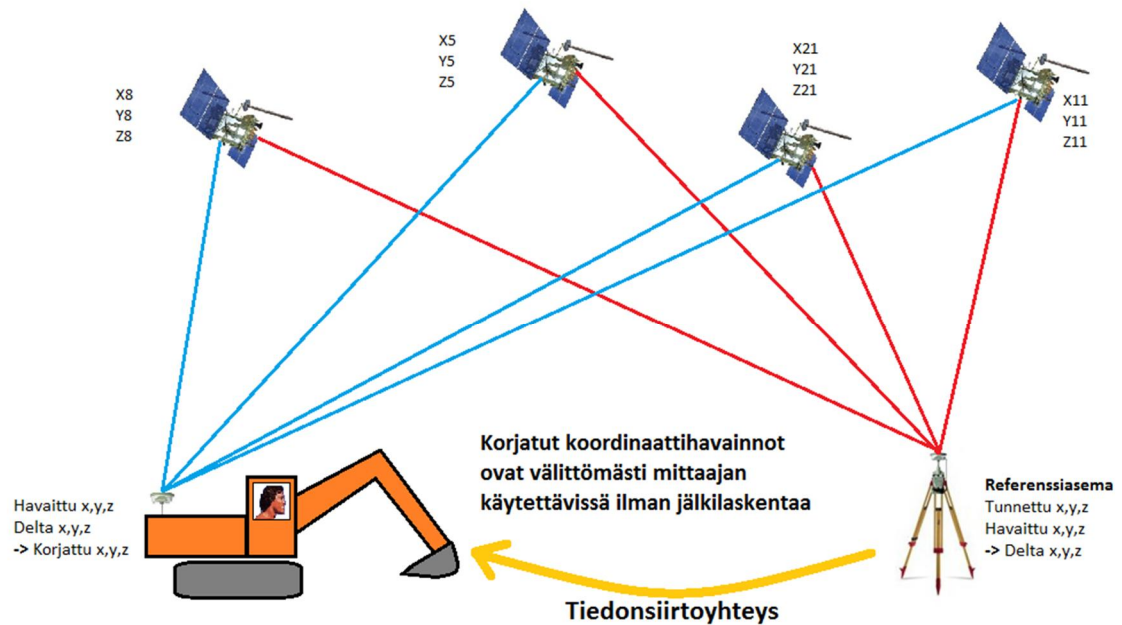 X8
Y8
Z8
X5
Y5
Z5
X21
Y21
Z21
X11
Y11
Z11
Korjatut koordinaattihavainnot
ovat välittömästi mittaajan
käytettävissä ilman jälkilaskentaa
Havaittu x,y,z
Delta x,y,z
-> Korjattu x,y,z
Referenssiasema
Tunnettu x,y,z
Havaittu x,y,z
-> Delta x,y,z
Tiedonsiirtoyhteys